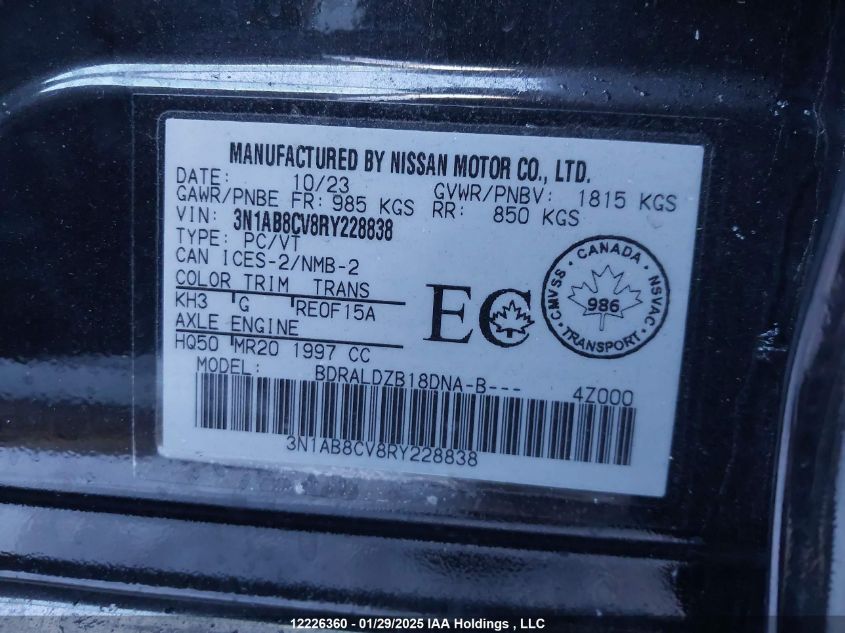 MANUFACTURED BY NISSAN MOTOR CO., LTD.
DATE: 10/23 GVWR/PNBV: 1815 KGS
GAWR/PNBE FR: 985 KGS RR: 850 KGS
VIN: 3N1AB8CV8RY228838
TYPE: PC/VT
CAN ICES-2/NMB-2
COLOR TRIM TRANS
KH3 G RE0F15A
AXLE ENGINE
HQ50 MR20 1997 CC
EC
CANADA
CMVSS 986 NSVAC
TRANSPORT
MODEL: BDRALDZB18DNA-B--- 4Z000
3N1AB8CV8RY228838
12226360 - 01/29/2025 IAA Holdings , LLC